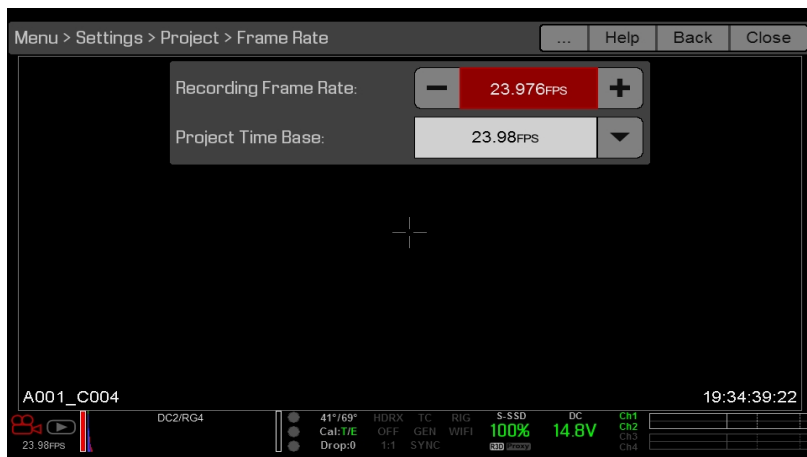 Menu > Settings > Project > Frame Rate
... Help Back Close
Recording Frame Rate: − 23.976FPS +
Project Time Base: 23.98FPS
A001_C004 19:34:39:22
DC2/RG4 41°/69° HDRX TC RIG S-SSD DC Ch1
Cal:T/E OFF GEN WIFI 100% 14.8V Ch2
Ch3
23.98FPS Drop:0 1:1 SYNC R3D Proxy Ch4